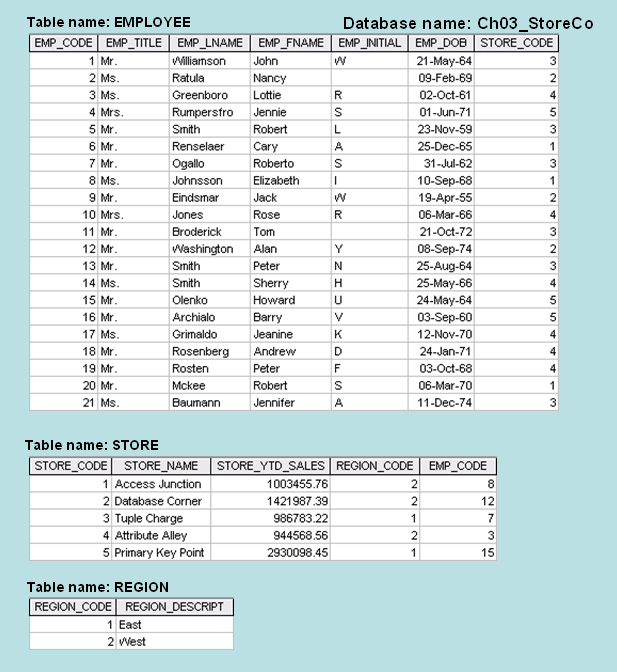 Table name: EMPLOYEE Database name: Ch03_StoreCo
EMP_CODE EMP_TITLE EMP_LNAME EMP_FNAME EMP_INITIAL EMP_DOB STORE_CODE
1 Mr. Williamson John W 21-May-64 3
2 Ms. Ratula Nancy 09-Feb-69 2
3 Ms. Greenboro Lottie R 02-Oct-61 4
4 Mrs. Rumpersfro Jennie S 01-Jun-71 5
5 Mr. Smith Robert L 23-Nov-59 3
6 Mr. Renselaer Cary A 25-Dec-65 1
7 Mr. Ogallo Roberto S 31-Jul-62 3
8 Ms. Johnsson Elizabeth I 10-Sep-68 1
9 Mr. Eindsmar Jack W 19-Apr-55 2
10 Mrs. Jones Rose R 06-Mar-66 4
11 Mr. Broderick Tom 21-Oct-72 3
12 Mr. Washington Alan Y 08-Sep-74 2
13 Mr. Smith Peter N 25-Aug-64 3
14 Ms. Smith Sherry H 25-May-66 4
15 Mr. Olenko Howard U 24-May-64 5
16 Mr. Archialo Barry V 03-Sep-60 5
17 Ms. Grimaldo Jeanine K 12-Nov-70 4
18 Mr. Rosenberg Andrew D 24-Jan-71 4
19 Mr. Rosten Peter F 03-Oct-68 4
20 Mr. Mckee Robert S 06-Mar-70 1
21 Ms. Baumann Jennifer A 11-Dec-74 3
Table name: STORE
STORE_CODE STORE_NAME STORE_YTD_SALES REGION_CODE EMP_CODE
1 Access Junction 1003455.76 2 8
2 Database Corner 1421987.39 2 12
3 Tuple Charge 986783.22 1 7
4 Attribute Alley 944568.56 2 3
5 Primary Key Point 2930098.45 1 15
Table name: REGION
REGION_CODE REGION_DESCRIPT
1 East
2 West